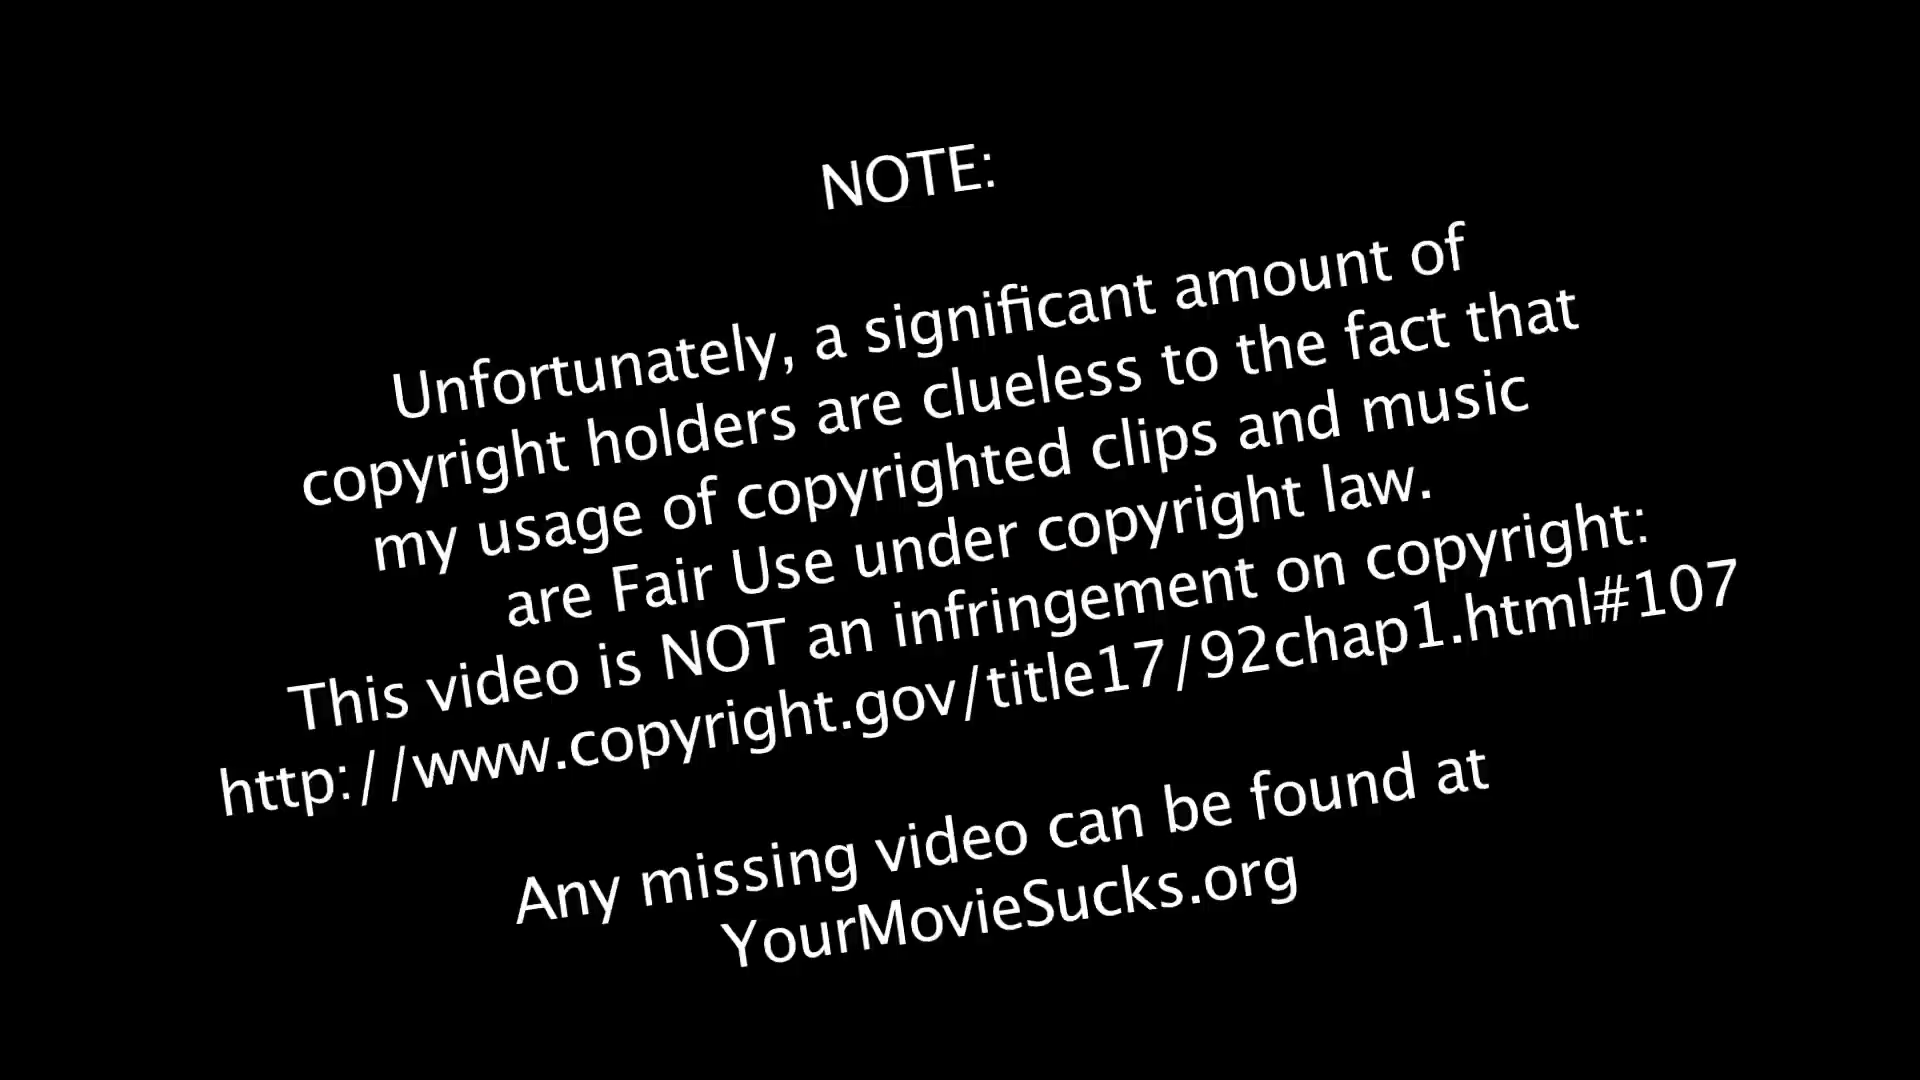 NOTE:
Unfortunately, a significant amount of
copyright holders are clueless to the fact that
my usage of copyrighted clips and music
are Fair Use under copyright law.
This video is NOT an infringement on copyright:
http://www.copyright.gov/title17/92chap1.html#107
Any missing video can be found at
YourMovieSucks.org